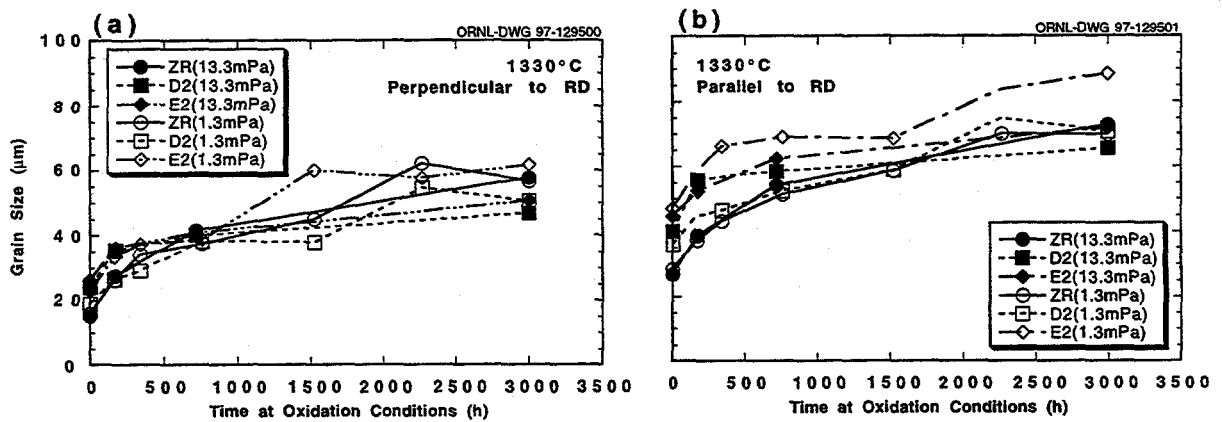 (a)
ORNL-DWG 97-129500
100
80
60
40
20
0
Grain Size (μm)
ZR(13.3mPa)
D2(13.3mPa)
E2(13.3mPa)
ZR(1.3mPa)
D2(1.3mPa)
E2(1.3mPa)
1330°C
Perpendicular to RD
0 500 1000 1500 2000 2500 3000 3500
Time at Oxidation Conditions (h)
(b)
ORNL-DWG 97-129501
1330°C
Parallel to RD
ZR(13.3mPa)
D2(13.3mPa)
E2(13.3mPa)
ZR(1.3mPa)
D2(1.3mPa)
E2(1.3mPa)
0 500 1000 1500 2000 2500 3000 3500
Time at Oxidation Conditions (h)